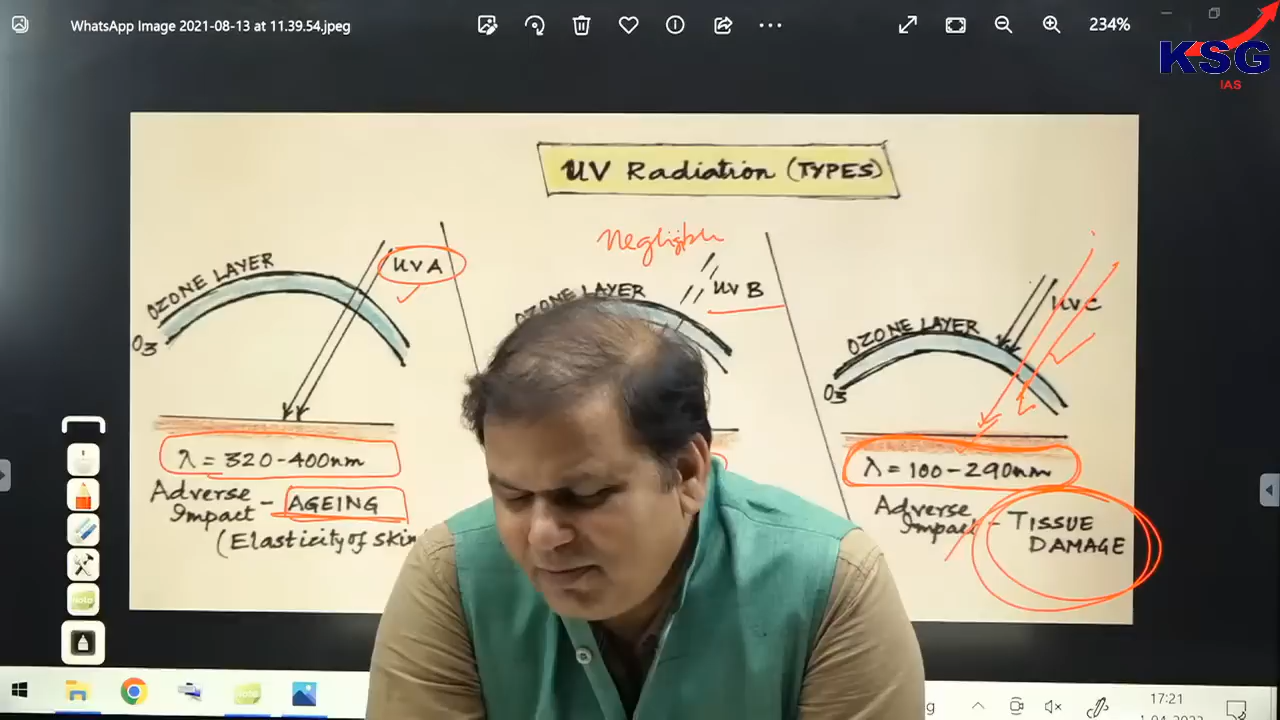 WhatsApp Image 2021-08-13 at 11.39.54.jpeg
234%
KSG
IAS
UV Radiation (TYPES)
Negligible
OZONE LAYER
O3
UVA
λ = 320-400nm
Adverse Impact - AGEING
(Elasticity of skin
OZONE LAYER
UVB
OZONE LAYER
O3
UVC
λ = 100-290nm
Adverse Impact - TISSUE DAMAGE
Note
Note
17:21